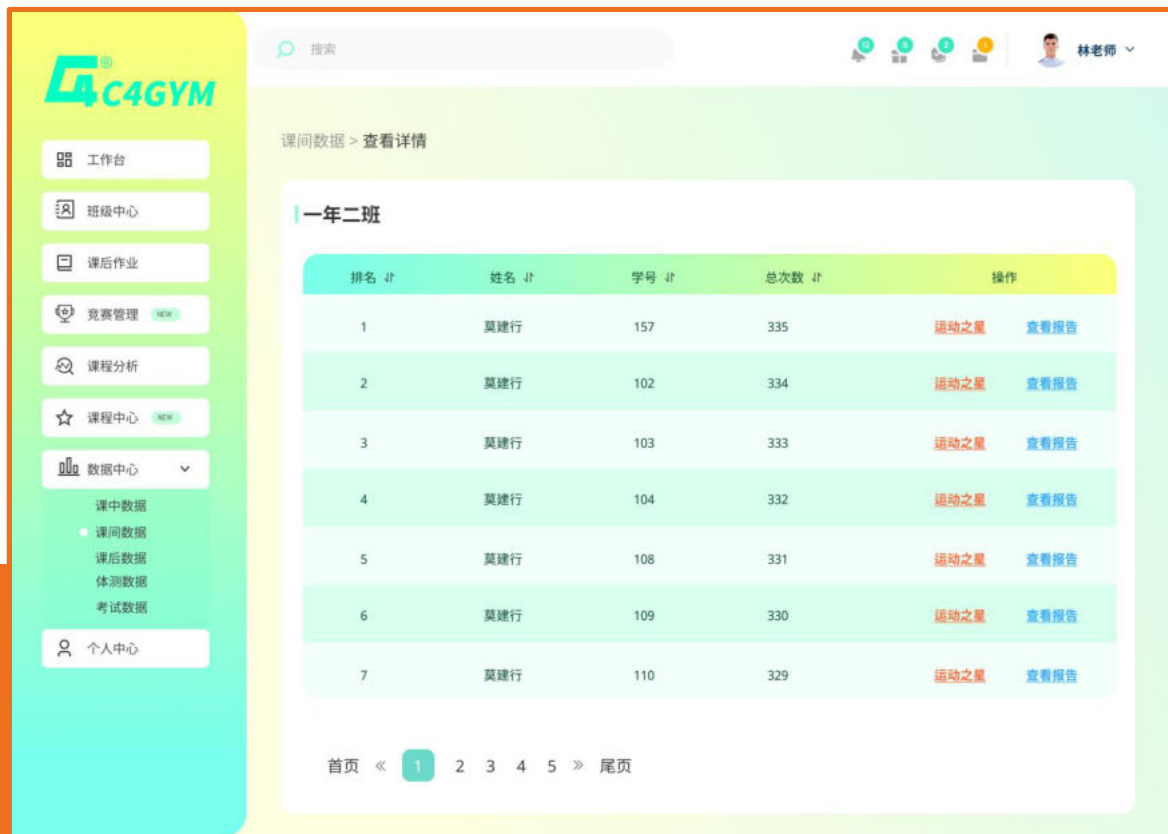 搜索
12
8
3
1
林老师
C4GYM®
工作台
班级中心
课后作业
竞赛管理 NEW
课程分析
课程中心 NEW
数据中心
课中数据
课间数据
课后数据
体测数据
考试数据
个人中心
课间数据 > 查看详情
一年二班
排名 姓名 学号 总次数 操作
1 莫建行 157 335 运动之星 查看报告
2 莫建行 102 334 运动之星 查看报告
3 莫建行 103 333 运动之星 查看报告
4 莫建行 104 332 运动之星 查看报告
5 莫建行 108 331 运动之星 查看报告
6 莫建行 109 330 运动之星 查看报告
7 莫建行 110 329 运动之星 查看报告
首页 « 1 2 3 4 5 » 尾页